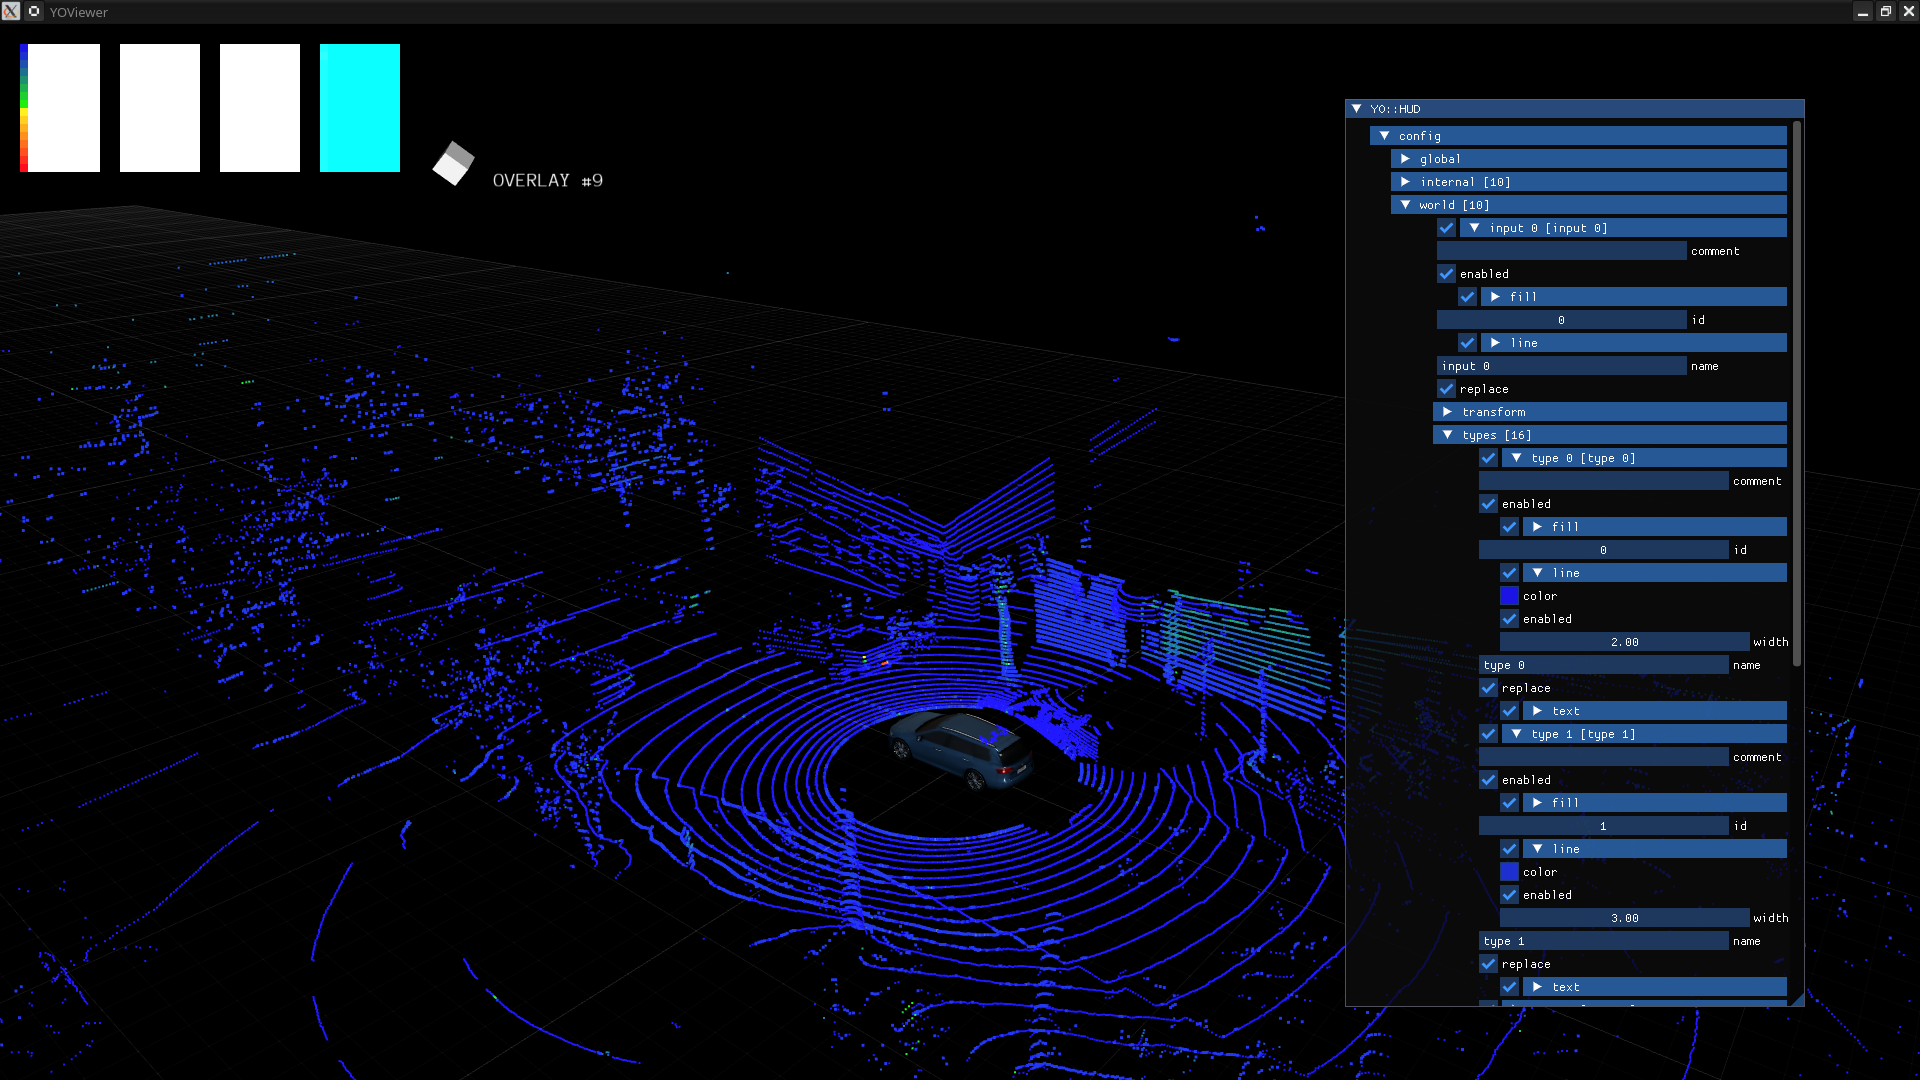 YOViewer
OVERLAY #9
YO::HUD
config
global
internal [10]
world [10]
input 0 [input 0]
comment
enabled
fill
0 id
line
input 0 name
replace
transform
types [16]
type 0 [type 0]
comment
enabled
fill
0 id
line
color
enabled
2.00 width
type 0 name
replace
text
type 1 [type 1]
comment
enabled
fill
1 id
line
color
enabled
3.00 width
type 1 name
replace
text